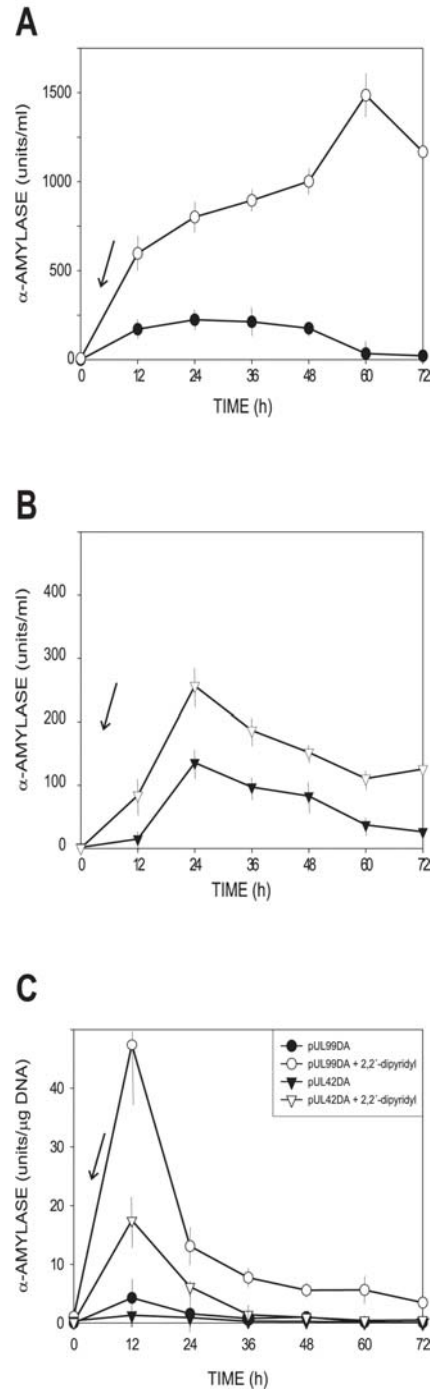 A
α-AMYLASE (units/ml)
1500
1000
500
0
0 12 24 36 48 60 72
TIME (h)
B
α-AMYLASE (units/ml)
400
300
200
100
0
0 12 24 36 48 60 72
TIME (h)
C
α-AMYLASE (units/µg DNA)
40
30
20
10
0
pUL99DA
pUL99DA + 2,2´-dipyridyl
pUL42DA
pUL42DA + 2,2´-dipyridyl
0 12 24 36 48 60 72
TIME (h)